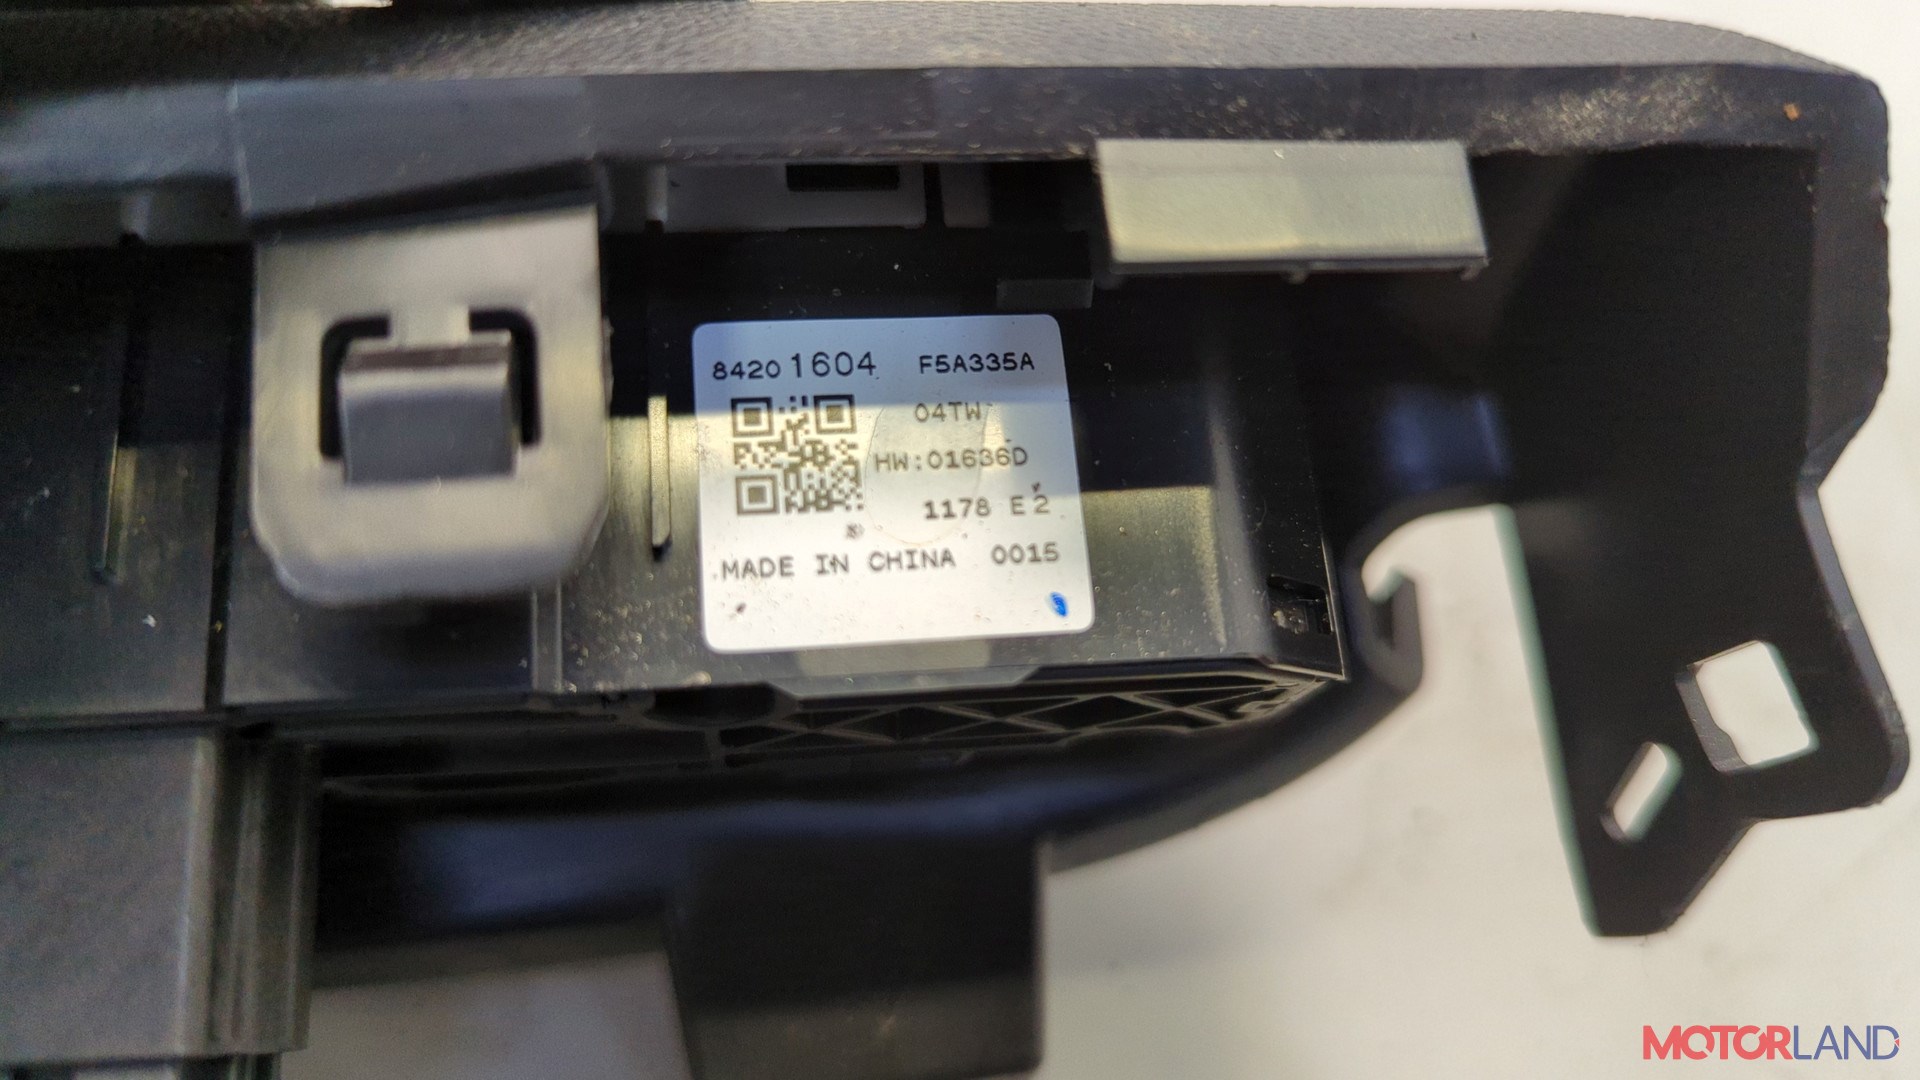 84201604 F5A335A
04TW
HW:01636D
1178 E2
MADE IN CHINA 0015
MOTORLAND